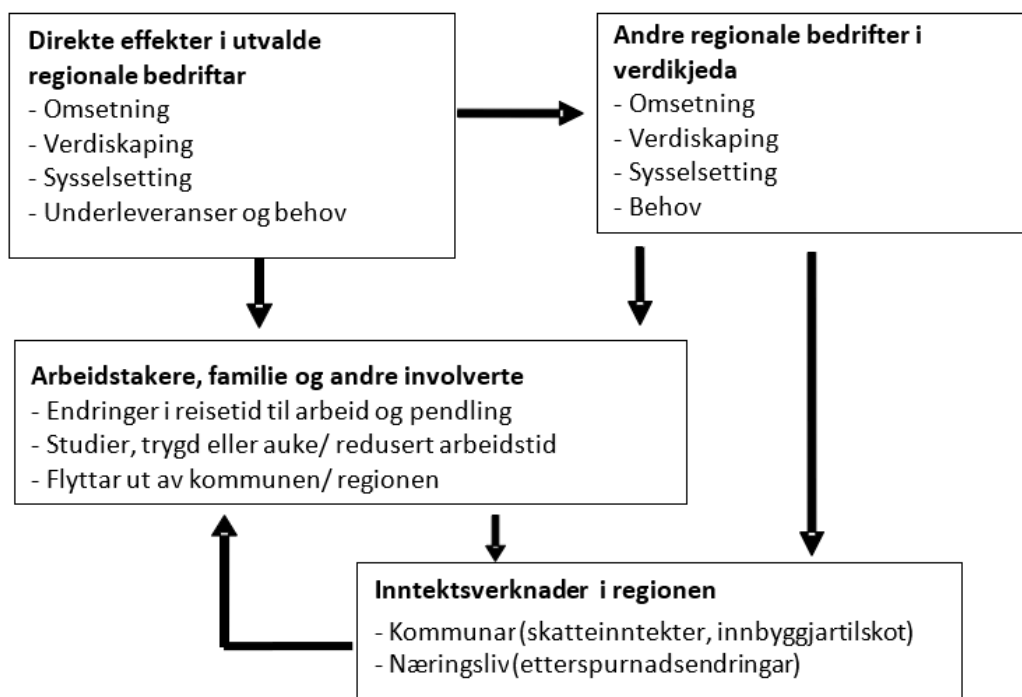 Direkte effekter i utvalde
regionale bedriftar
- Omsetning
- Verdiskaping
- Sysselsetting
- Underleveranser og behov
Andre regionale bedrifter i
verdikjeda
- Omsetning
- Verdiskaping
- Sysselsetting
- Behov
Arbeidstakere, familie og andre involverte
- Endringer i reisetid til arbeid og pendling
- Studier, trygd eller auke/ redusert arbeidstid
- Flyttar ut av kommunen/ regionen
Inntektsverknader i regionen
- Kommunar (skatteinntekter, innbyggjartilskot)
- Næringsliv (etterspurnadsendringar)